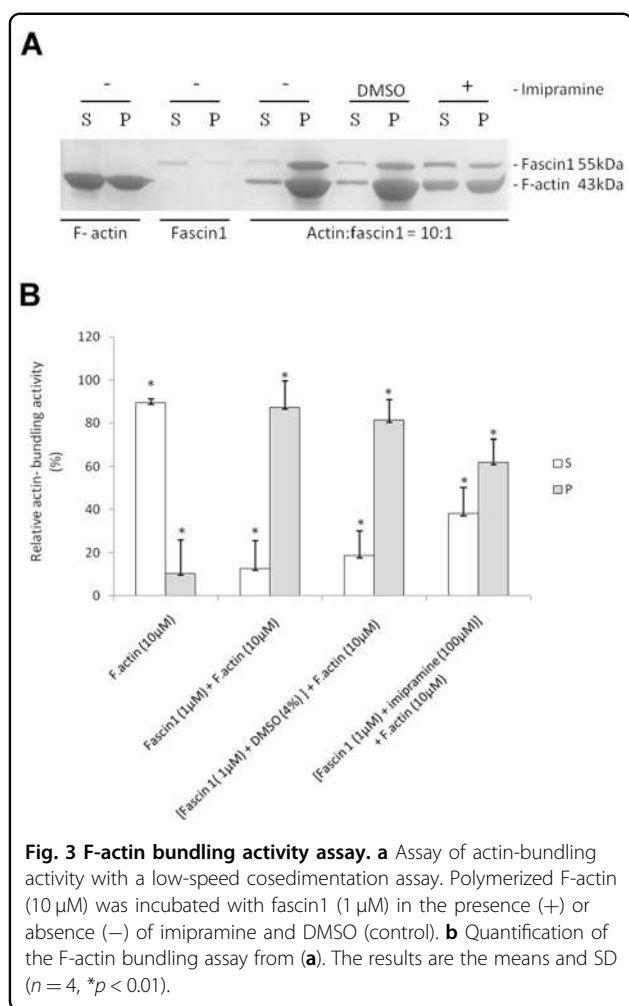 A
- - - DMSO + - Imipramine
S P S P S P S P S P
- Fascin1 55kDa
- F-actin 43kDa
F- actin Fascin1 Actin:fascin1 = 10:1
B
Relative actin- bundling activity
(%)
120
100
80
60
40
20
0
* * * * * * * *
S
P
F.actin (10μM)
Fascin1 (1μM) + F.actin (10μM)
[Fascin 1( 1μM) + DMSO (4%) ] + F.actin (10μM)
[Fascin 1 (1μM) + imipramine (100μM)]
+ F.actin (10μM)
Fig. 3 F-actin bundling activity assay. a Assay of actin-bundling
activity with a low-speed cosedimentation assay. Polymerized F-actin
(10 μM) was incubated with fascin1 (1 μM) in the presence (+) or
absence (−) of imipramine and DMSO (control). b Quantification of
the F-actin bundling assay from (a). The results are the means and SD
(n = 4, *p < 0.01).